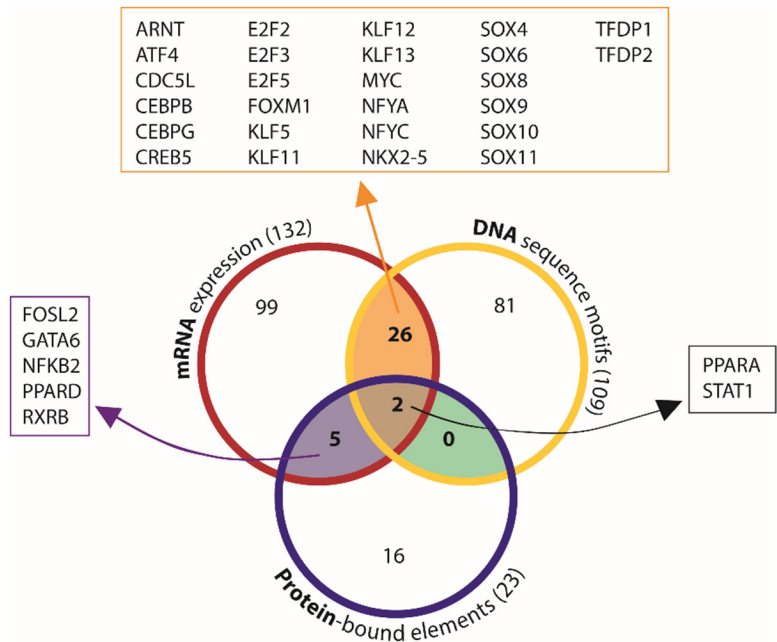 ARNT E2F2 KLF12 SOX4 TFDP1
ATF4 E2F3 KLF13 SOX6 TFDP2
CDC5L E2F5 MYC SOX8
CEBPB FOXM1 NFYA SOX9
CEBPG KLF5 NFYC SOX10
CREB5 KLF11 NKX2-5 SOX11
mRNA expression (132)
DNA sequence motifs (109)
99
81
26
FOSL2
GATA6
NFKB2
PPARD
RXRB
PPARA
STAT1
2
5
0
16
Protein-bound elements (23)